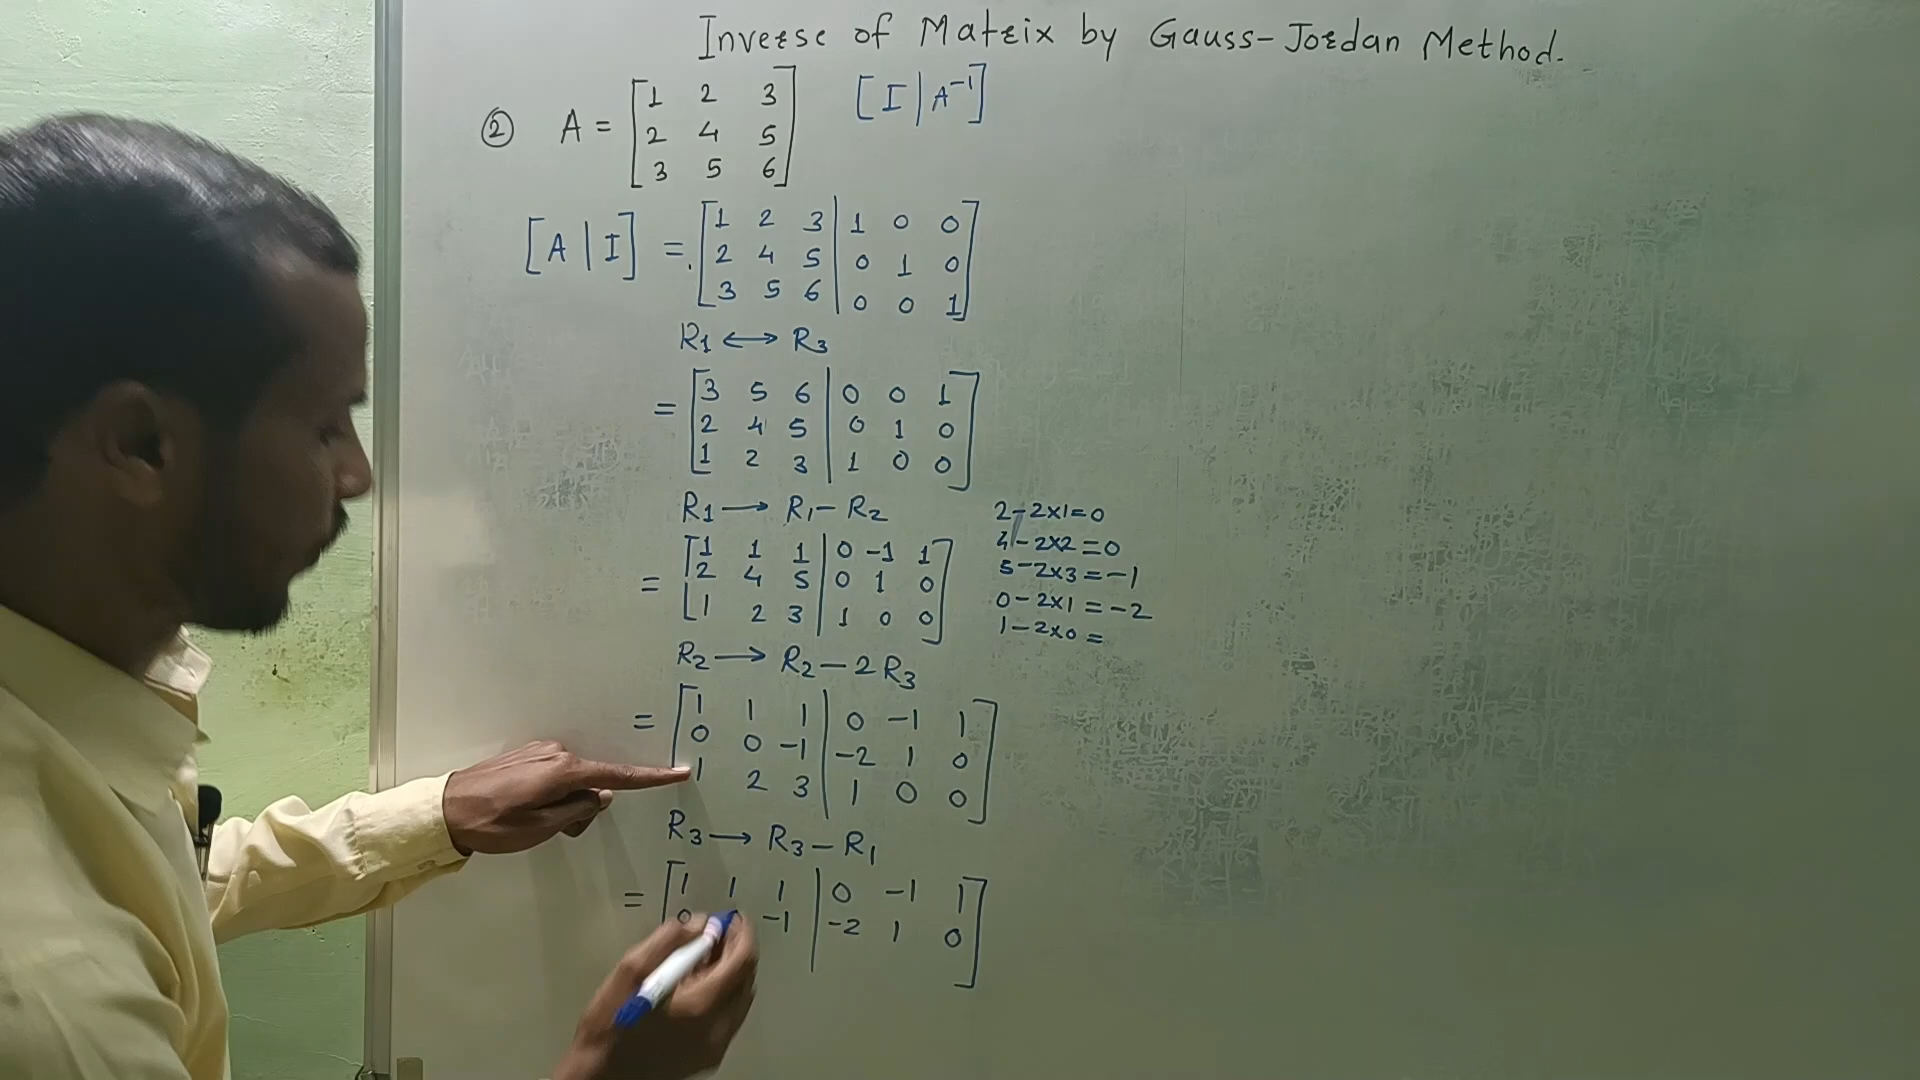 Inverse of Matrix by Gauss-Jordan Method.
② A = [1 2 3 [I | A⁻¹]
2 4 5
3 5 6]
[A | I] = [1 2 3 | 1 0 0
2 4 5 | 0 1 0
3 5 6 | 0 0 1]
R₁ ↔ R₃
= [3 5 6 | 0 0 1
2 4 5 | 0 1 0
1 2 3 | 1 0 0]
R₁ → R₁ - R₂
= [1 1 1 | 0 -1 1
2 4 5 | 0 1 0
1 2 3 | 1 0 0]
2-2×1=0
4-2×2=0
5-2×3=-1
0-2×1=-2
1-2×0=
R₂ → R₂ - 2R₃
= [1 1 1 | 0 -1 1
0 0 -1 | -2 1 0
1 2 3 | 1 0 0]
R₃ → R₃ - R₁
= [1 1 1 | 0 -1 1
0 -1 | -2 1 0]